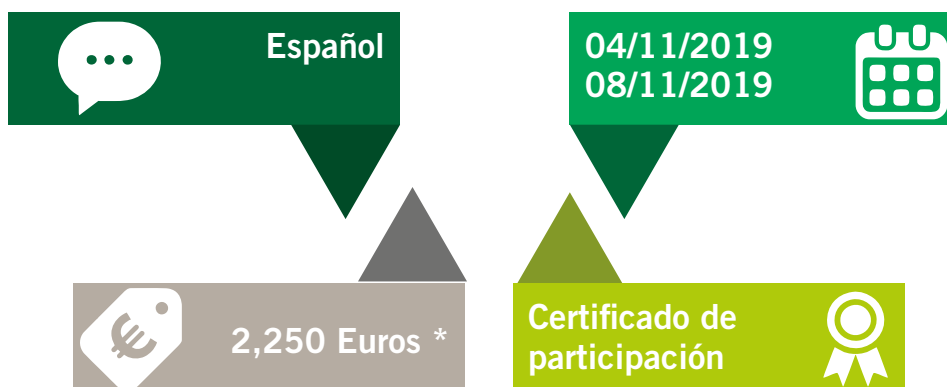 Español
04/11/2019
08/11/2019
2,250 Euros *
Certificado de
participación